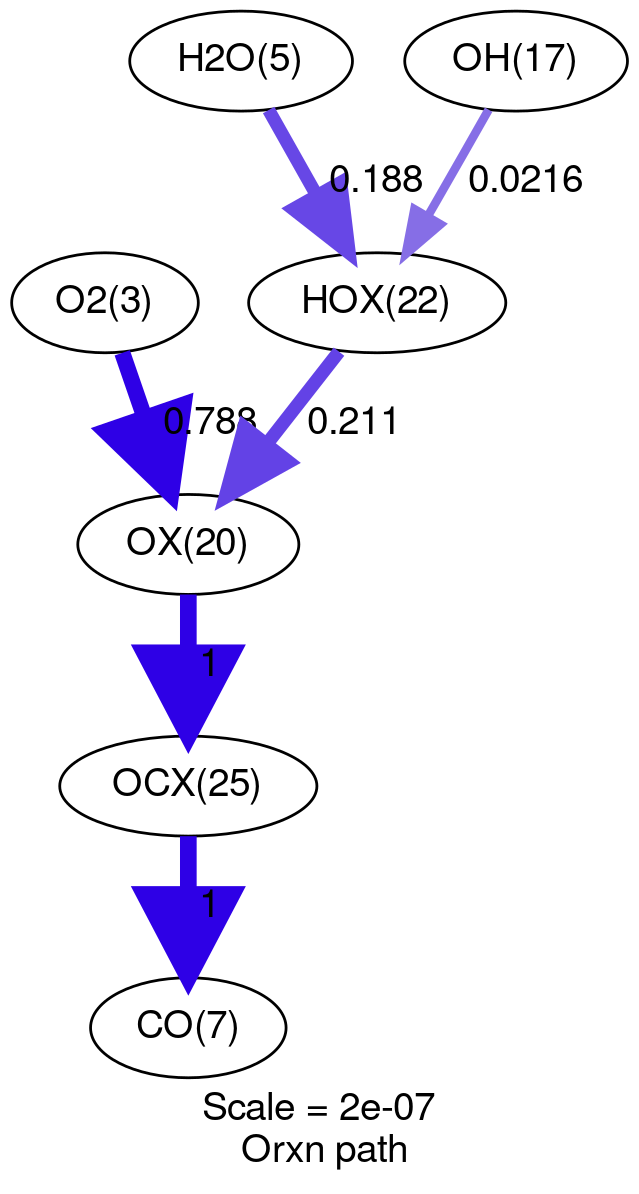 H2O(5)
OH(17)
0.188
0.0216
O2(3)
HOX(22)
0.788
0.211
OX(20)
1
OCX(25)
1
CO(7)
Scale = 2e-07
Orxn path